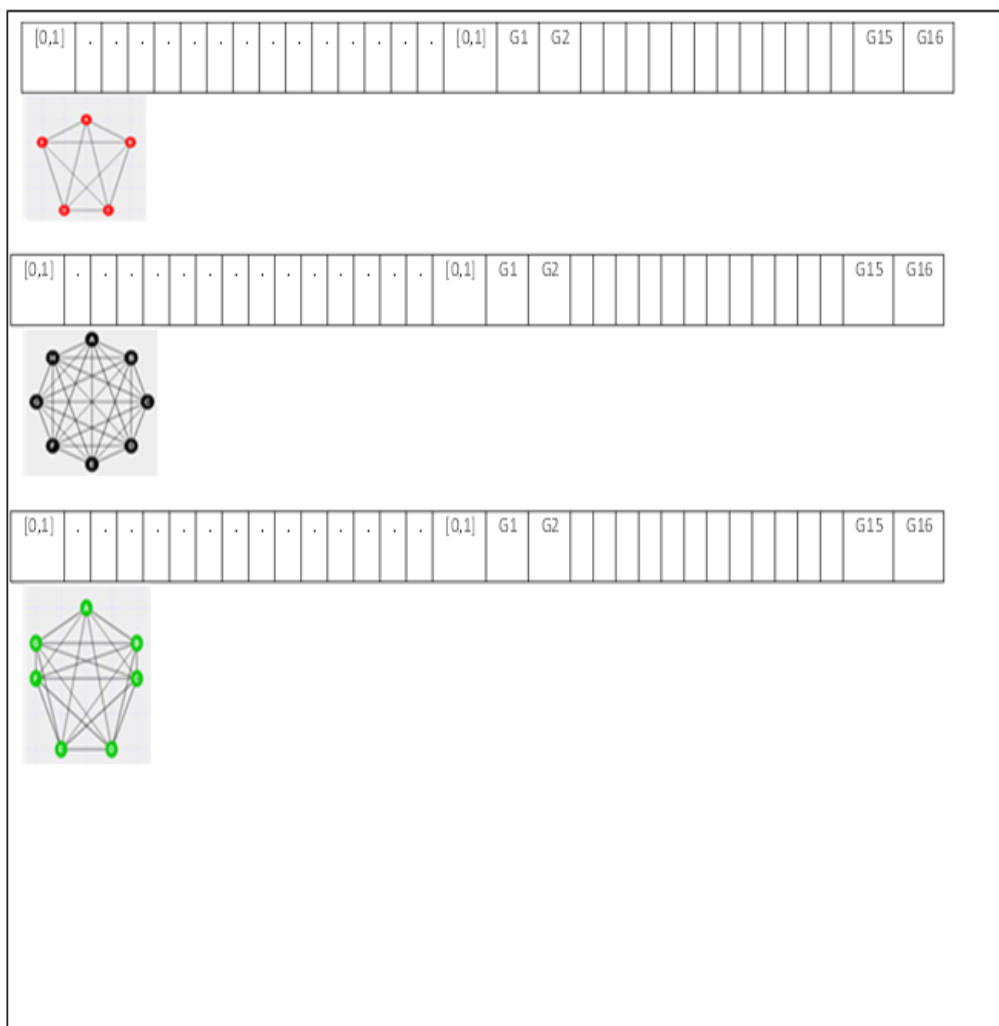 [0,1] . . . . . . . . . . . . . . [0,1] G1 G2 G15 G16
[0,1] . . . . . . . . . . . . . . [0,1] G1 G2 G15 G16
A
H B
G C
F D
E
[0,1] . . . . . . . . . . . . . . [0,1] G1 G2 G15 G16
A
G B
F C
E D